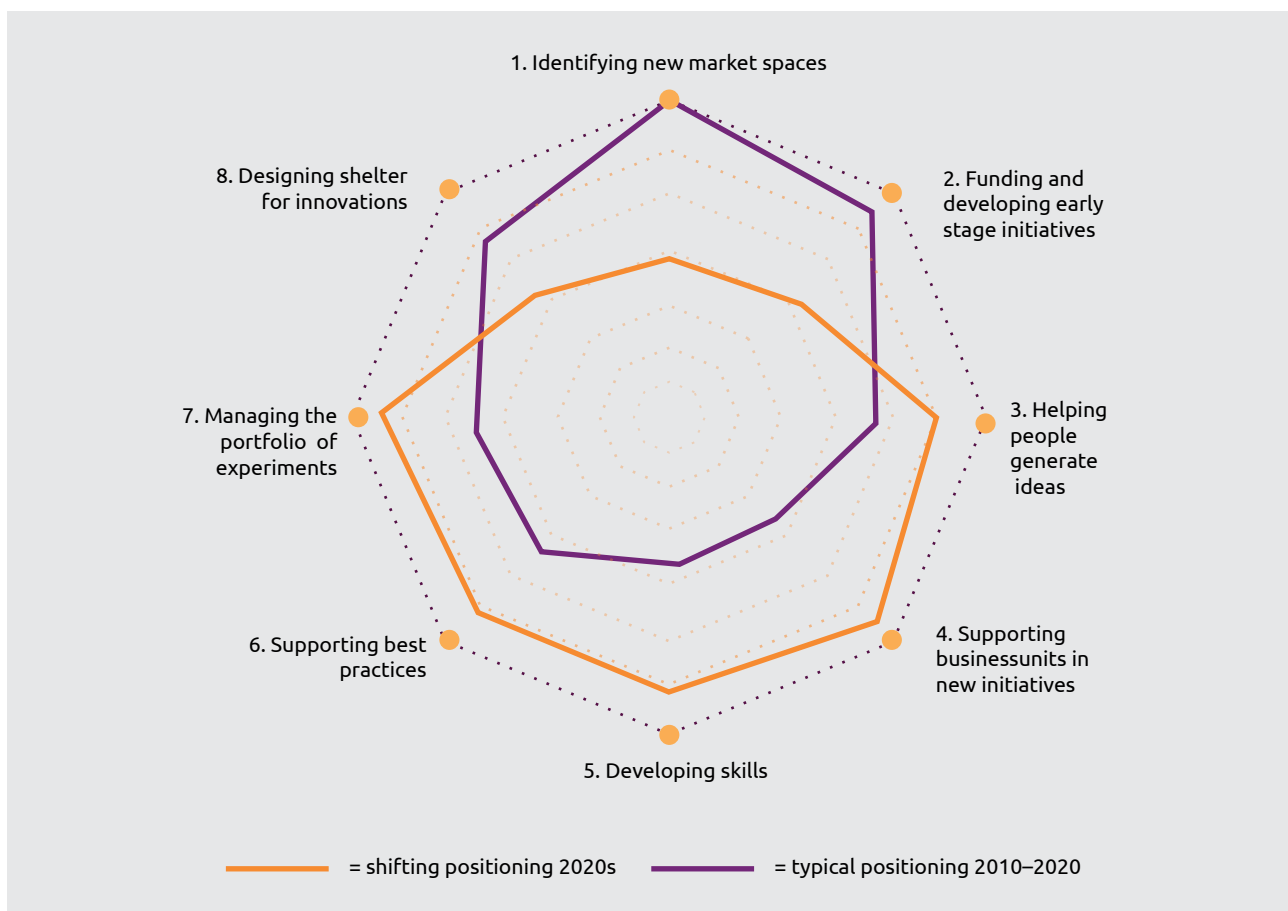 1. Identifying new market spaces
2. Funding and
developing early
stage initiatives
3. Helping
people
generate
ideas
4. Supporting
businessunits in
new initiatives
5. Developing skills
6. Supporting best
practices
7. Managing the
portfolio of
experiments
8. Designing shelter
for innovations
= shifting positioning 2020s
= typical positioning 2010–2020